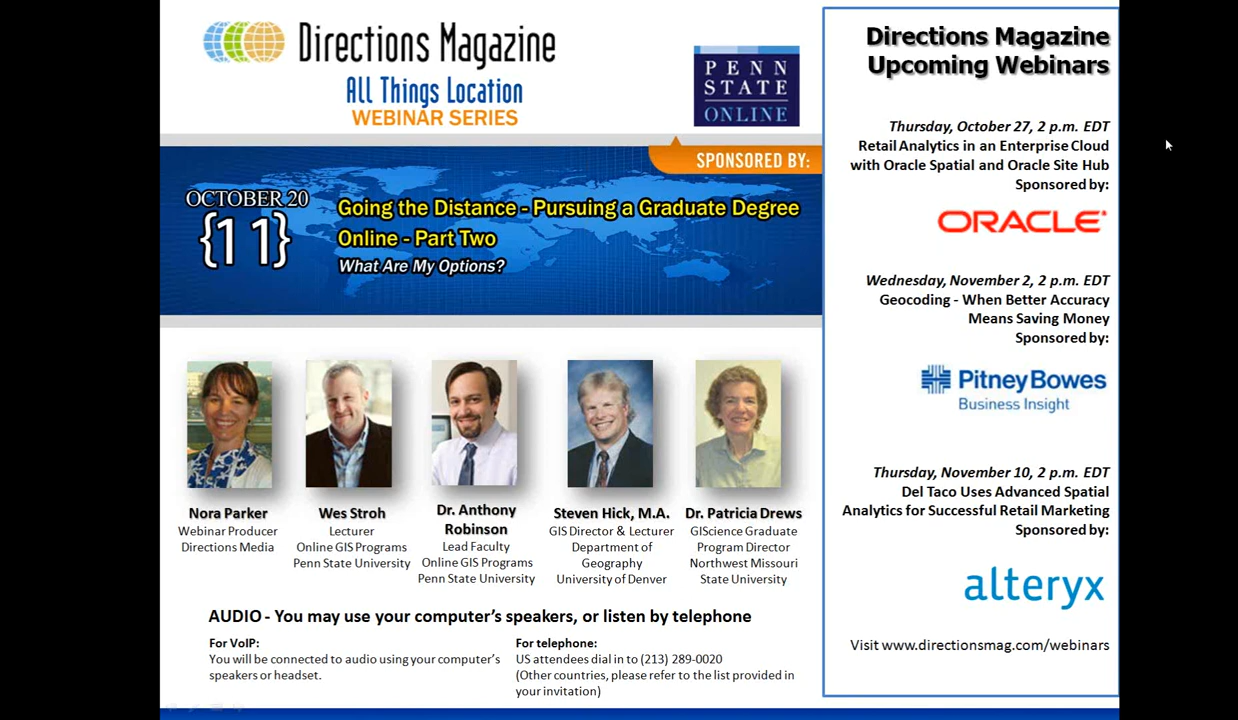 Directions Magazine
All Things Location
WEBINAR SERIES
PENN
STATE
ONLINE
SPONSORED BY:
OCTOBER 20
{11}
Going the Distance - Pursuing a Graduate Degree
Online - Part Two
What Are My Options?
Nora Parker
Webinar Producer
Directions Media
Wes Stroh
Lecturer
Online GIS Programs
Penn State University
Dr. Anthony
Robinson
Lead Faculty
Online GIS Programs
Penn State University
Steven Hick, M.A.
GIS Director & Lecturer
Department of
Geography
University of Denver
Dr. Patricia Drews
GIScience Graduate
Program Director
Northwest Missouri
State University
AUDIO - You may use your computer's speakers, or listen by telephone
For VoIP:
You will be connected to audio using your computer's
speakers or headset.
For telephone:
US attendees dial in to (213) 289-0020
(Other countries, please refer to the list provided in
your invitation)
Directions Magazine
Upcoming Webinars
Thursday, October 27, 2 p.m. EDT
Retail Analytics in an Enterprise Cloud
with Oracle Spatial and Oracle Site Hub
Sponsored by:
ORACLE
Wednesday, November 2, 2 p.m. EDT
Geocoding - When Better Accuracy
Means Saving Money
Sponsored by:
Pitney Bowes
Business Insight
Thursday, November 10, 2 p.m. EDT
Del Taco Uses Advanced Spatial
Analytics for Successful Retail Marketing
Sponsored by:
alteryx
Visit www.directionsmag.com/webinars